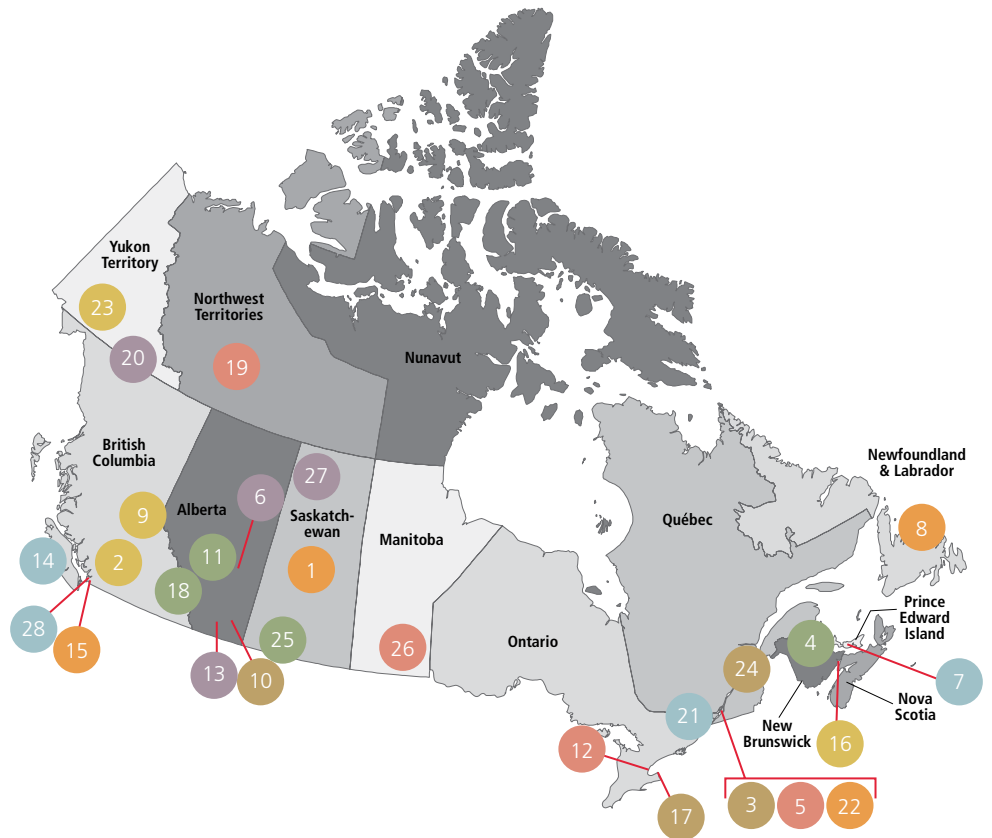 Yukon
Territory
23
20
Northwest
Territories
19
Nunavut
British
Columbia
9
2
14
28
15
Alberta
6
11
18
13
10
27
Saskatch-
ewan
1
25
Manitoba
26
Ontario
12
17
Québec
21
24
3
5
22
Newfoundland
& Labrador
8
Prince
Edward
Island
7
4
Nova
Scotia
New
Brunswick
16